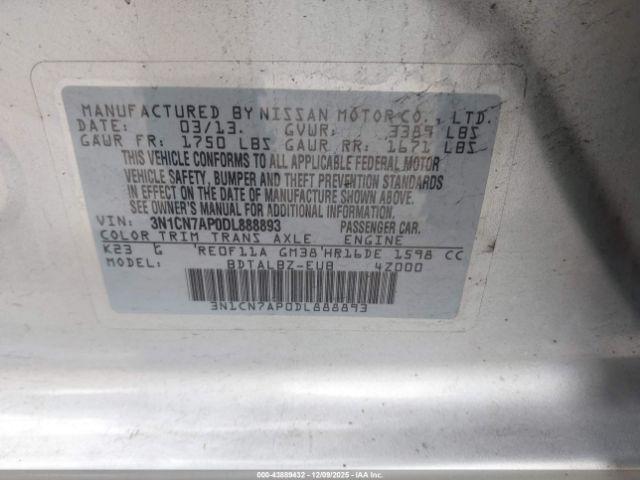 MANUFACTURED BY NISSAN MOTOR CO., LTD.
DATE: 03/13. GVWR: 3389 LBS
GAWR FR: 1750 LBS GAWR RR: 1671 LBS
THIS VEHICLE CONFORMS TO ALL APPLICABLE FEDERAL MOTOR
VEHICLE SAFETY, BUMPER AND THEFT PREVENTION STANDARDS
IN EFFECT ON THE DATE OF MANUFACTURE SHOWN ABOVE.
SEE OWNER'S MANUAL FOR ADDITIONAL INFORMATION.
VIN: 3N1CN7AP0DL888893 PASSENGER CAR.
COLOR TRIM TRANS AXLE ENGINE
K23 G RE0F11A GM38 HR16DE 1598 CC
MODEL: BDTALBZ-EUB 4Z000
3N1CN7AP0DL888893
000-43889432 - 12/09/2025 - IAAI.COM